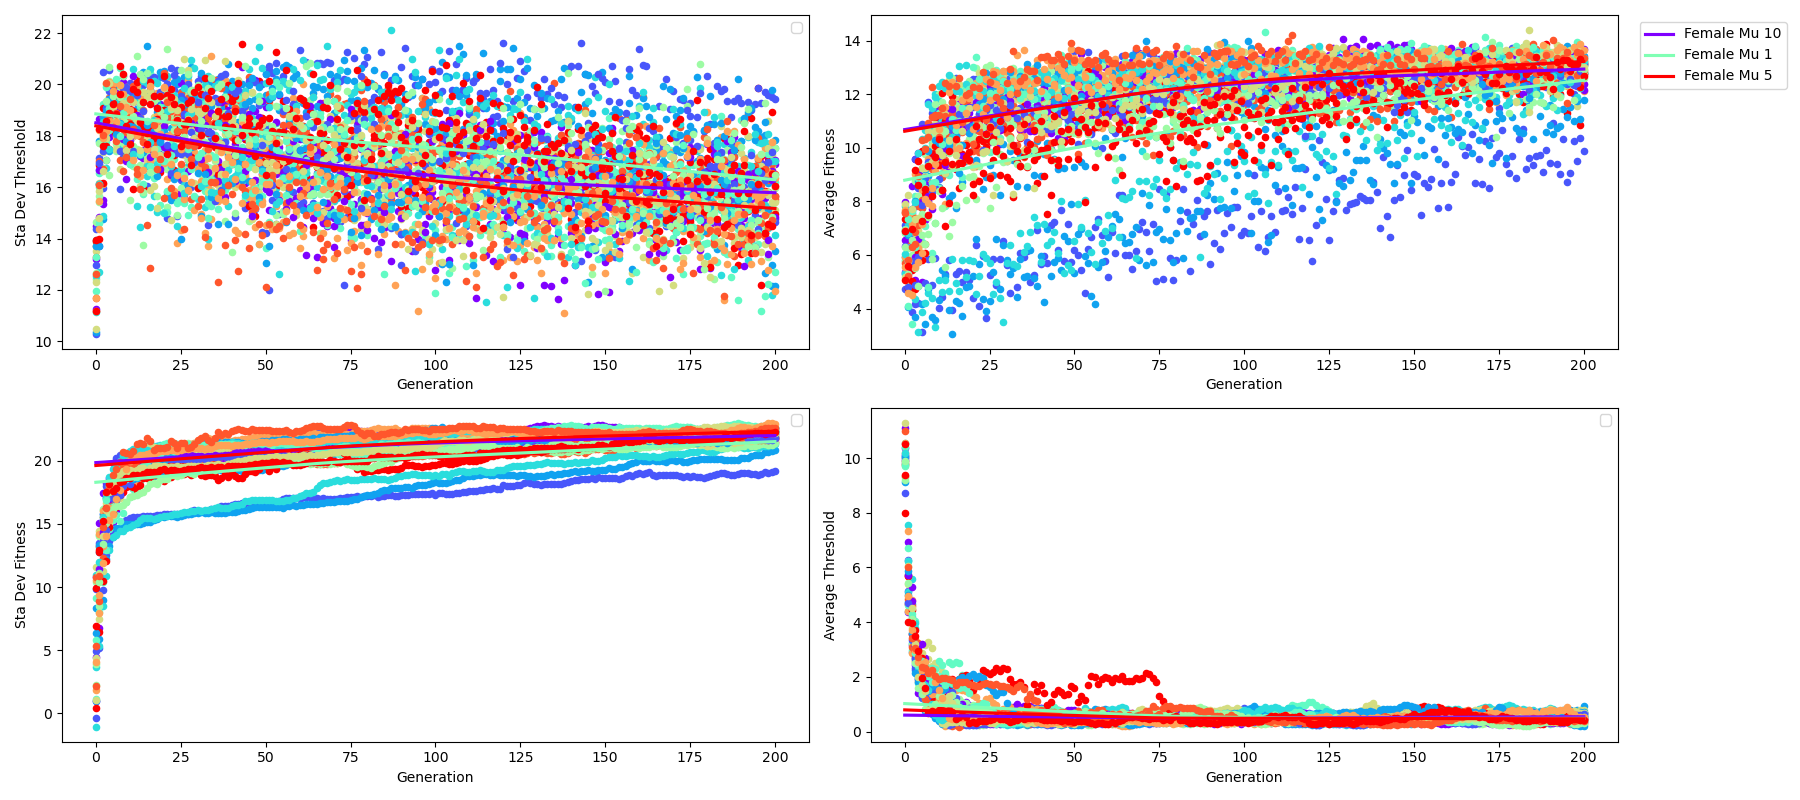 22
20
18
16
14
12
10
Sta Dev Threshold
0 25 50 75 100 125 150 175 200
Generation
14
12
10
8
6
4
Average Fitness
0 25 50 75 100 125 150 175 200
Generation
Female Mu 10
Female Mu 1
Female Mu 5
20
15
10
5
0
Sta Dev Fitness
0 25 50 75 100 125 150 175 200
Generation
10
8
6
4
2
0
Average Threshold
0 25 50 75 100 125 150 175 200
Generation